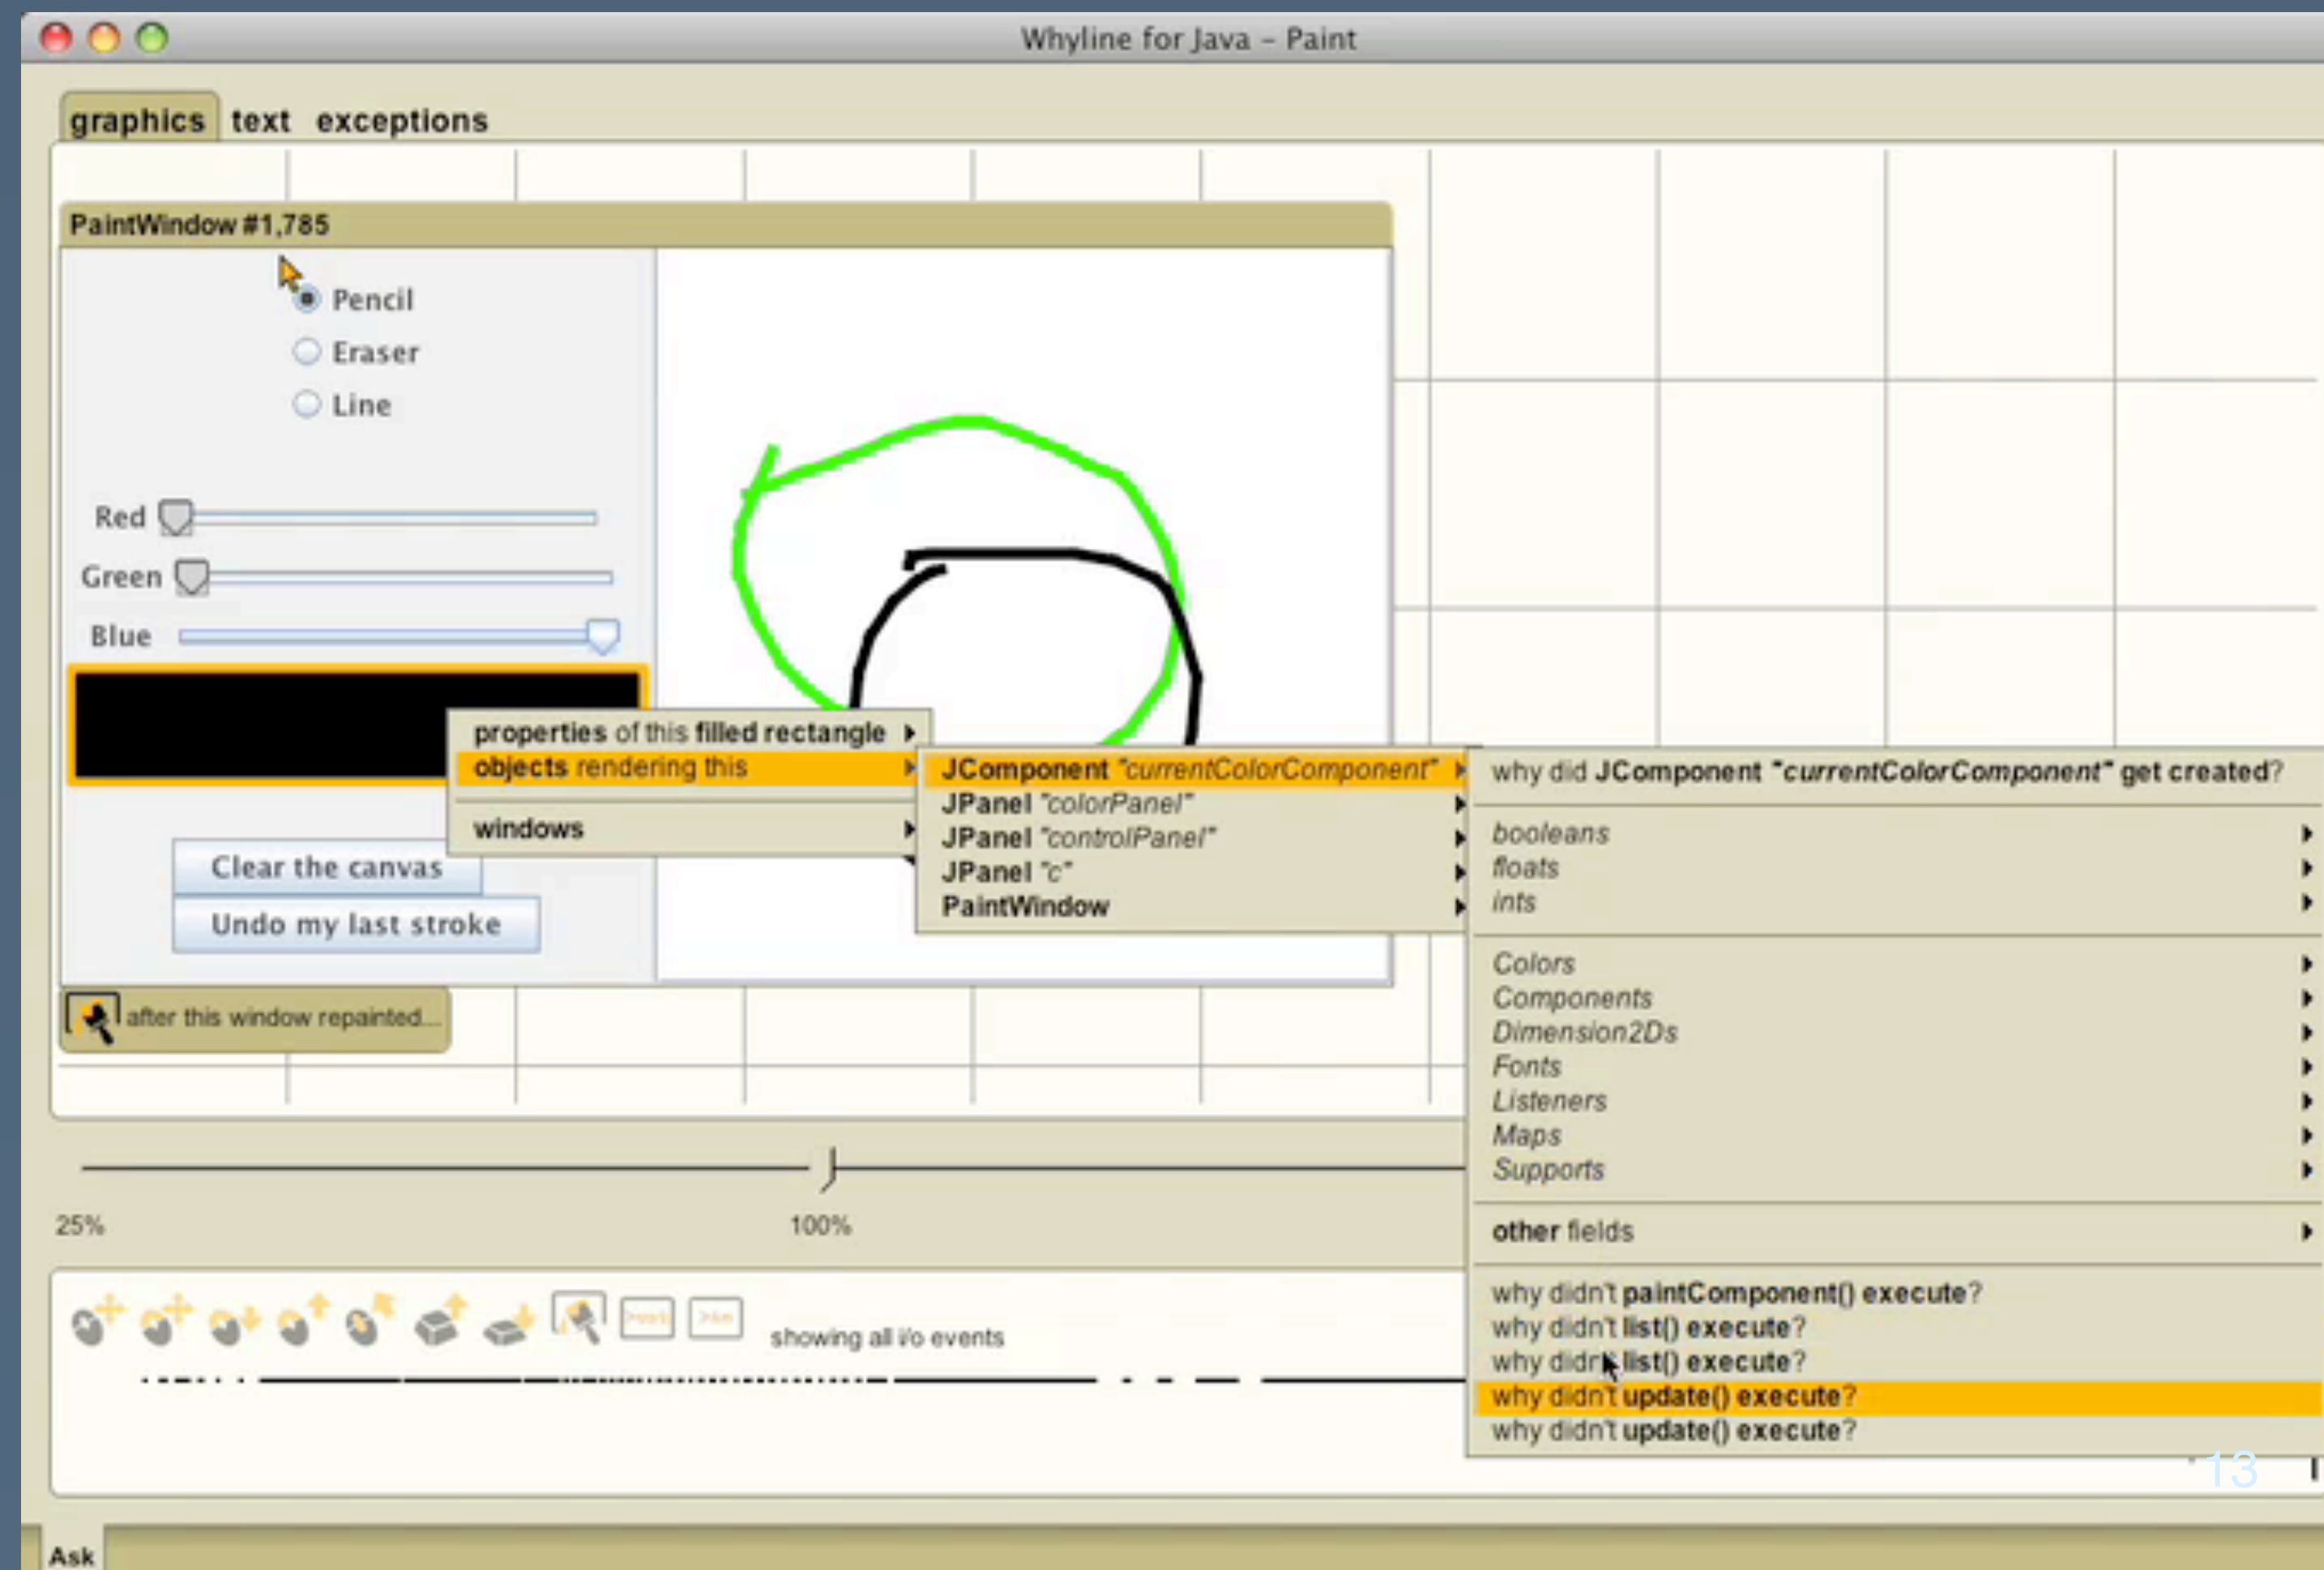 Whyline for Java – Paint
graphics text exceptions
PaintWindow #1,785
Pencil
Eraser
Line
Red
Green
Blue
properties of this filled rectangle
objects rendering this
windows
JComponent "currentColorComponent"
JPanel "colorPanel"
JPanel "controlPanel"
JPanel "c"
PaintWindow
why did JComponent "currentColorComponent" get created?
booleans
floats
ints
Colors
Components
Dimension2Ds
Fonts
Listeners
Maps
Supports
other fields
why didn't paintComponent() execute?
why didn't list() execute?
why didn't list() execute?
why didn't update() execute?
why didn't update() execute?
Clear the canvas
Undo my last stroke
after this window repainted...
25%
100%
showing all i/o events
13
Ask